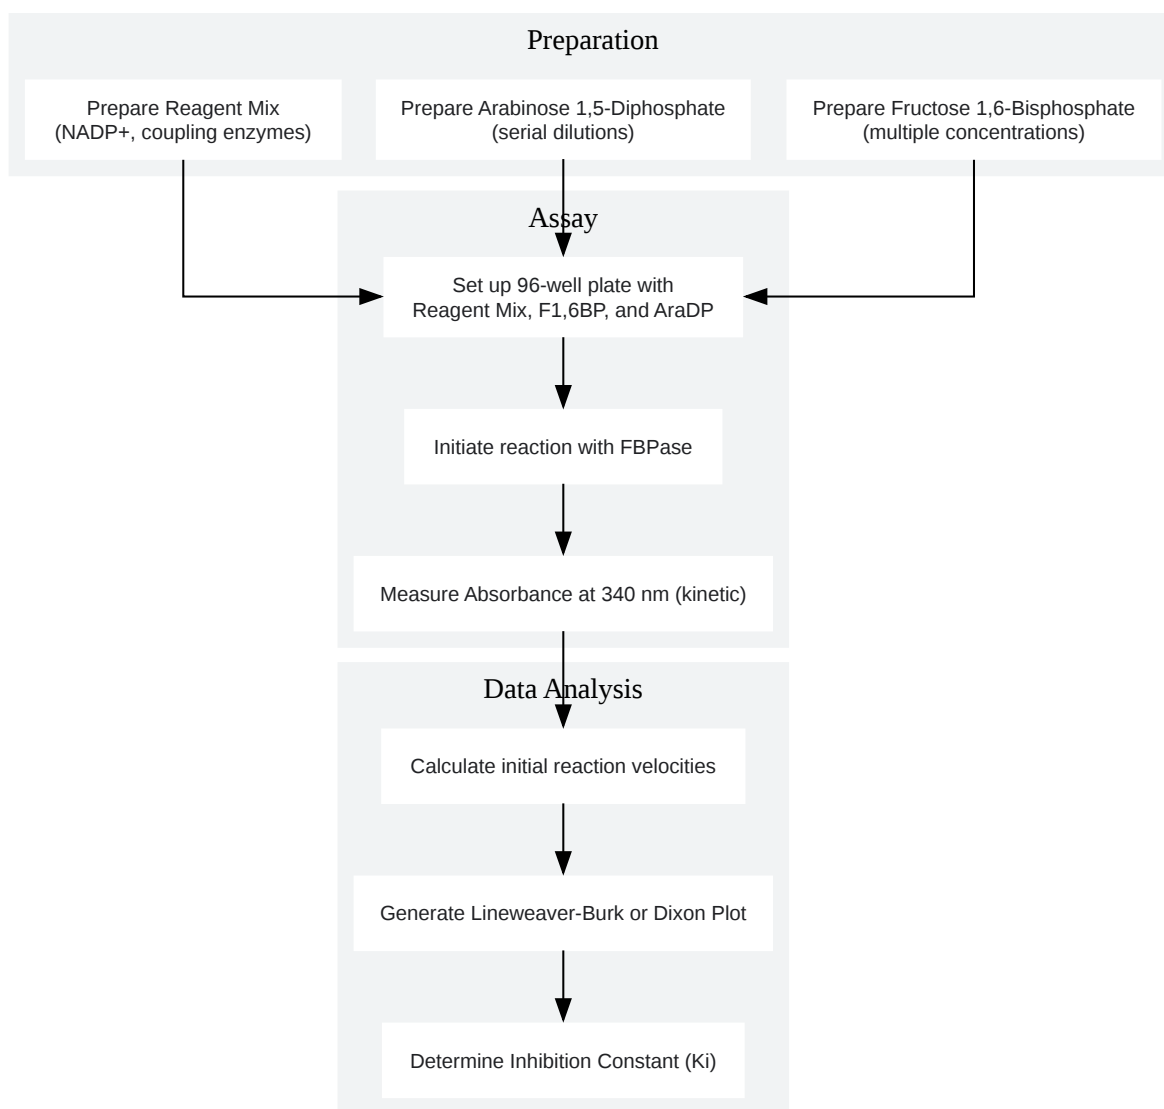 Preparation
Prepare Reagent Mix
(NADP+, coupling enzymes)
Prepare Arabinose 1,5-Diphosphate
(serial dilutions)
Prepare Fructose 1,6-Bisphosphate
(multiple concentrations)
Assay
Set up 96-well plate with
Reagent Mix, F1,6BP, and AraDP
Initiate reaction with FBPase
Measure Absorbance at 340 nm (kinetic)
Data Analysis
Calculate initial reaction velocities
Generate Lineweaver-Burk or Dixon Plot
Determine Inhibition Constant (Ki)